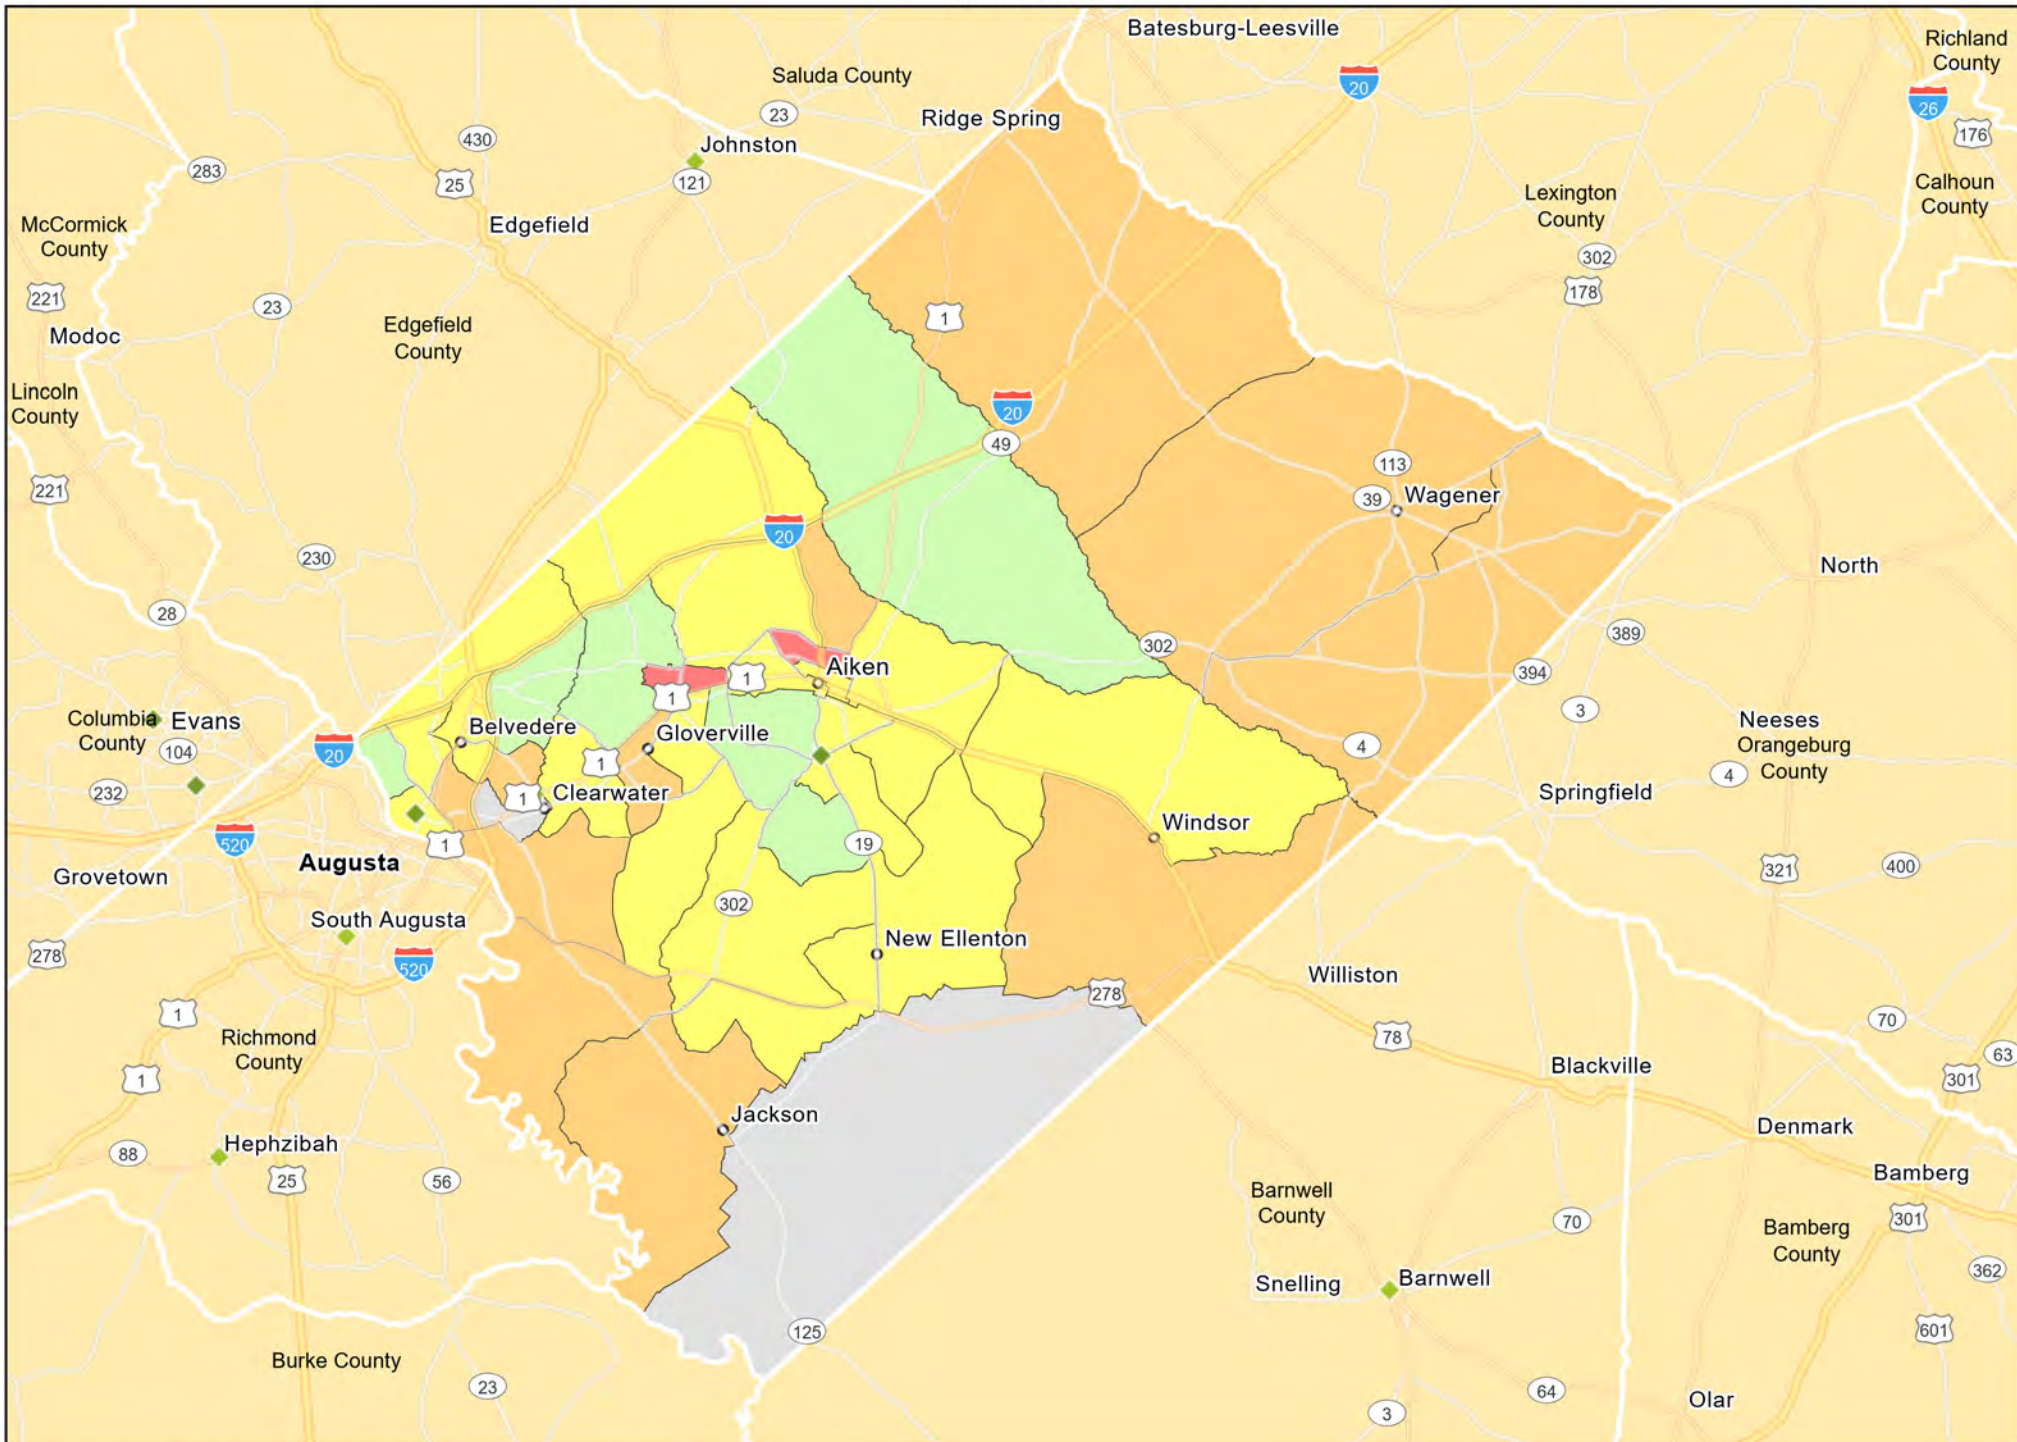 Batesburg-Leesville
Richland
County
Saluda County
20
26
23
Ridge Spring
176
430
Johnston
283
25
121
Lexington
County
Calhoun
County
McCormick
County
Edgefield
302
221
23
178
1
Edgefield
County
Modoc
Lincoln
County
20
49
113
221
39
Wagener
20
230
North
28
389
302
1
Aiken
394
1
3
Columbia
County
Evans
Belvedere
Gloverville
Neeses
Orangeburg
County
104
20
4
1
4
232
1
Clearwater
Springfield
Windsor
520
1
19
Augusta
400
Grovetown
321
302
South Augusta
New Ellenton
278
520
Williston
278
1
70
Richmond
County
78
63
Blackville
1
301
Jackson
Denmark
88
Hephzibah
Bamberg
25
56
Barnwell
County
70
301
Bamberg
County
362
Snelling
Barnwell
125
601
Burke County
23
64
Olar
3